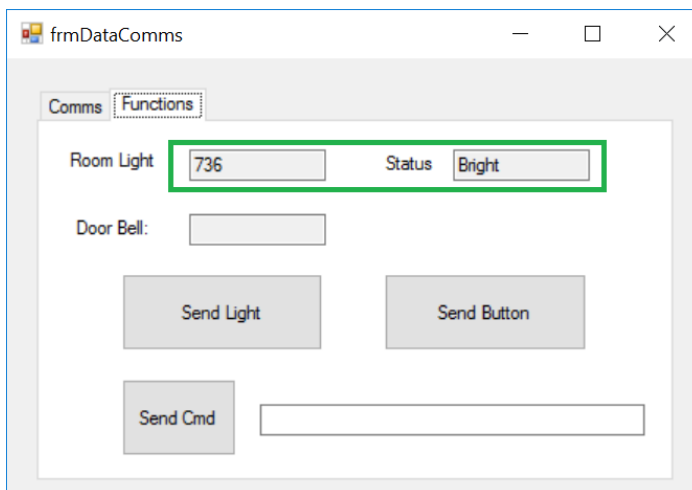 frmDataComms
Comms Functions
Room Light 736 Status Bright
Door Bell:
Send Light Send Button
Send Cmd